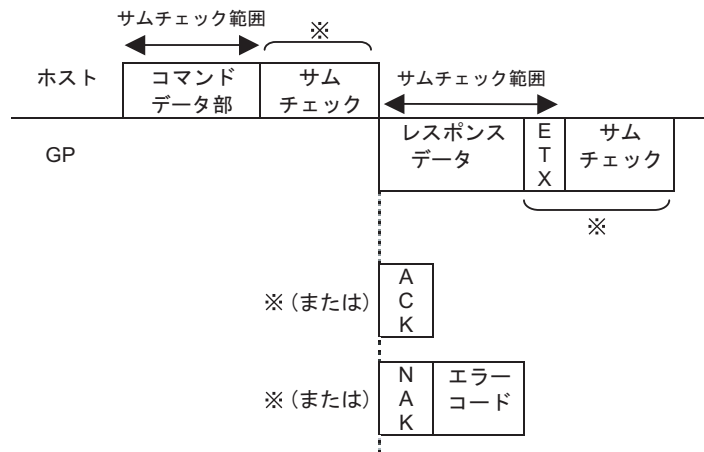 サムチェック範囲
※
ホスト
コマンド
データ部
サム
チェック
サムチェック範囲
GP
レスポンス
データ
ETX
サム
チェック
※
※(または)
ACK
※(または)
NAK
エラー
コード